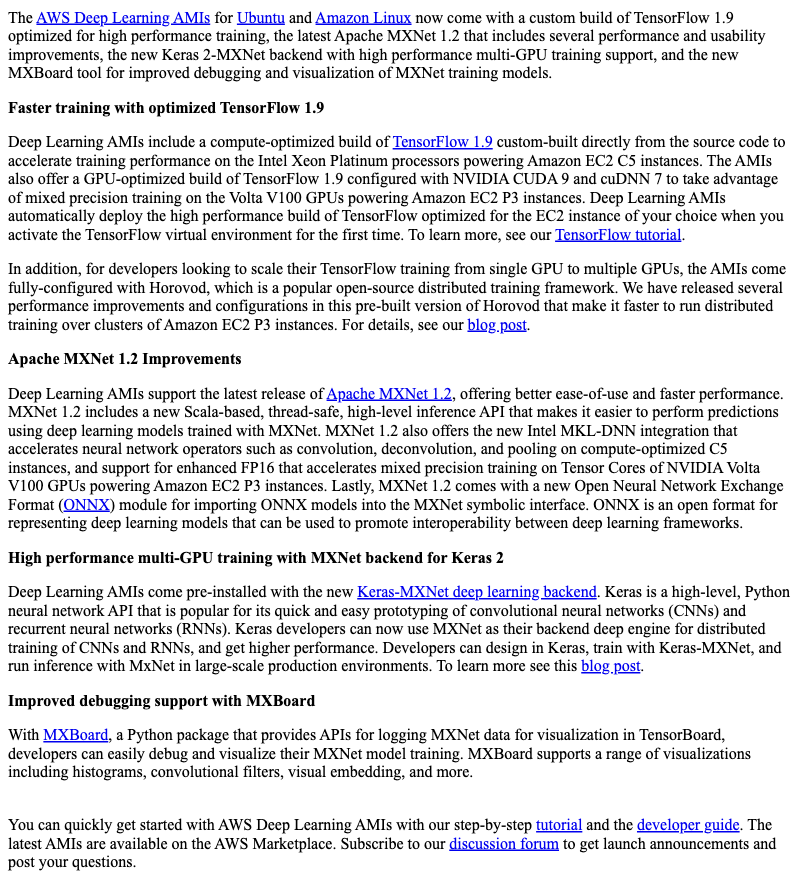 The AWS Deep Learning AMIs for Ubuntu and Amazon Linux now come with a custom build of TensorFlow 1.9
optimized for high performance training, the latest Apache MXNet 1.2 that includes several performance and usability
improvements, the new Keras 2-MXNet backend with high performance multi-GPU training support, and the new
MXBoard tool for improved debugging and visualization of MXNet training models.
Faster training with optimized TensorFlow 1.9
Deep Learning AMIs include a compute-optimized build of TensorFlow 1.9 custom-built directly from the source code to
accelerate training performance on the Intel Xeon Platinum processors powering Amazon EC2 C5 instances. The AMIs
also offer a GPU-optimized build of TensorFlow 1.9 configured with NVIDIA CUDA 9 and cuDNN 7 to take advantage
of mixed precision training on the Volta V100 GPUs powering Amazon EC2 P3 instances. Deep Learning AMIs
automatically deploy the high performance build of TensorFlow optimized for the EC2 instance of your choice when you
activate the TensorFlow virtual environment for the first time. To learn more, see our TensorFlow tutorial.
In addition, for developers looking to scale their TensorFlow training from single GPU to multiple GPUs, the AMIs come
fully-configured with Horovod, which is a popular open-source distributed training framework. We have released several
performance improvements and configurations in this pre-built version of Horovod that make it faster to run distributed
training over clusters of Amazon EC2 P3 instances. For details, see our blog post.
Apache MXNet 1.2 Improvements
Deep Learning AMIs support the latest release of Apache MXNet 1.2, offering better ease-of-use and faster performance.
MXNet 1.2 includes a new Scala-based, thread-safe, high-level inference API that makes it easier to perform predictions
using deep learning models trained with MXNet. MXNet 1.2 also offers the new Intel MKL-DNN integration that
accelerates neural network operators such as convolution, deconvolution, and pooling on compute-optimized C5
instances, and support for enhanced FP16 that accelerates mixed precision training on Tensor Cores of NVIDIA Volta
V100 GPUs powering Amazon EC2 P3 instances. Lastly, MXNet 1.2 comes with a new Open Neural Network Exchange
Format (ONNX) module for importing ONNX models into the MXNet symbolic interface. ONNX is an open format for
representing deep learning models that can be used to promote interoperability between deep learning frameworks.
High performance multi-GPU training with MXNet backend for Keras 2
Deep Learning AMIs come pre-installed with the new Keras-MXNet deep learning backend. Keras is a high-level, Python
neural network API that is popular for its quick and easy prototyping of convolutional neural networks (CNNs) and
recurrent neural networks (RNNs). Keras developers can now use MXNet as their backend deep engine for distributed
training of CNNs and RNNs, and get higher performance. Developers can design in Keras, train with Keras-MXNet, and
run inference with MxNet in large-scale production environments. To learn more see this blog post.
Improved debugging support with MXBoard
With MXBoard, a Python package that provides APIs for logging MXNet data for visualization in TensorBoard,
developers can easily debug and visualize their MXNet model training. MXBoard supports a range of visualizations
including histograms, convolutional filters, visual embedding, and more.
You can quickly get started with AWS Deep Learning AMIs with our step-by-step tutorial and the developer guide. The
latest AMIs are available on the AWS Marketplace. Subscribe to our discussion forum to get launch announcements and
post your questions.